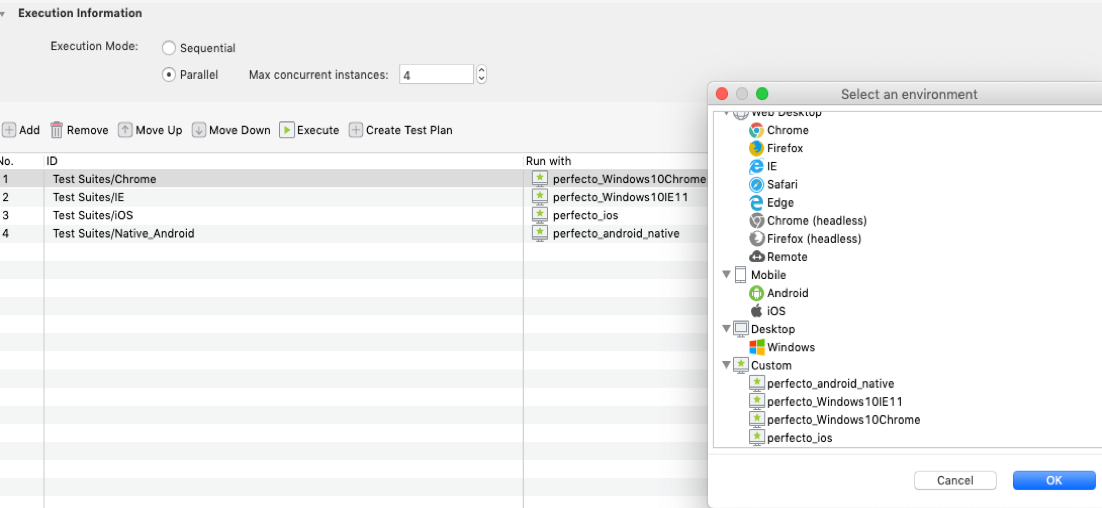 Execution Information
Execution Mode: Sequential
Parallel Max concurrent instances: 4
Add Remove Move Up Move Down Execute Create Test Plan
No. ID Run with
1 Test Suites/Chrome perfecto_Windows10Chrome
2 Test Suites/IE perfecto_Windows10IE11
3 Test Suites/iOS perfecto_ios
4 Test Suites/Native_Android perfecto_android_native
Select an environment
Web Desktop
Chrome
Firefox
IE
Safari
Edge
Chrome (headless)
Firefox (headless)
Remote
Mobile
Android
iOS
Desktop
Windows
Custom
perfecto_android_native
perfecto_Windows10IE11
perfecto_Windows10Chrome
perfecto_ios
Cancel OK